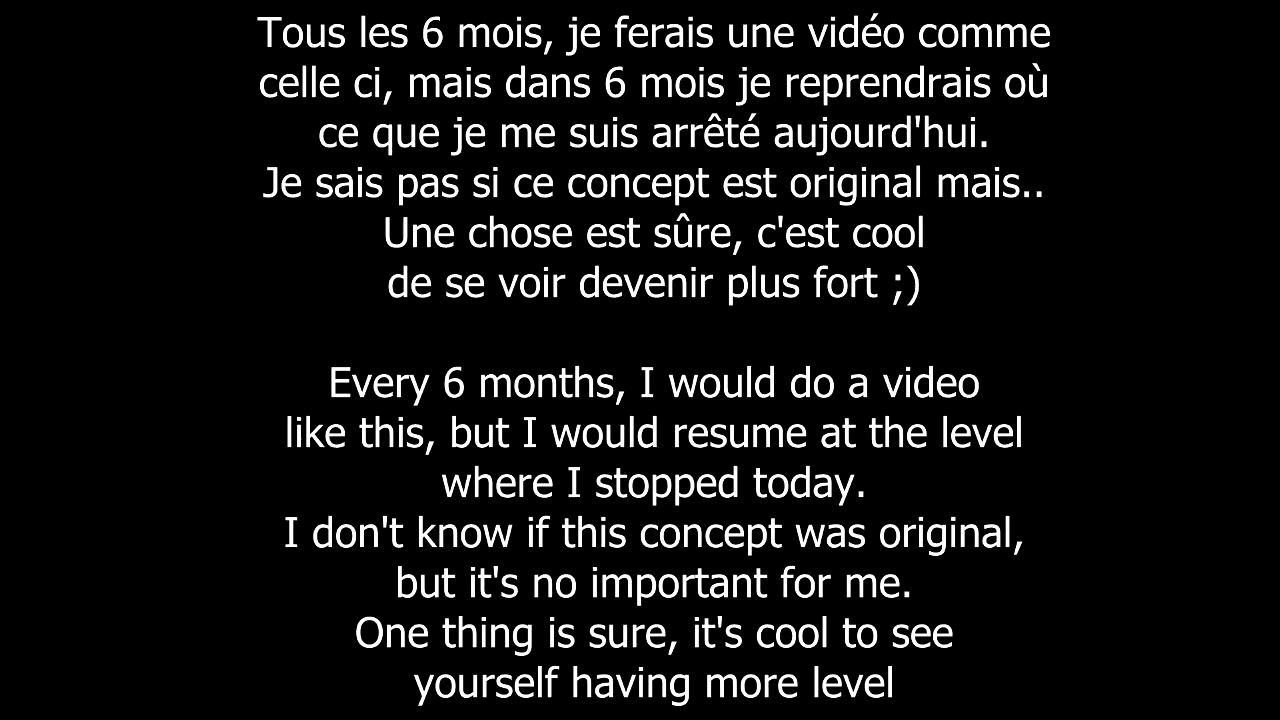 Tous les 6 mois, je ferais une vidéo comme
celle ci, mais dans 6 mois je reprendrais où
ce que je me suis arrêté aujourd'hui.
Je sais pas si ce concept est original mais..
Une chose est sûre, c'est cool
de se voir devenir plus fort ;)
Every 6 months, I would do a video
like this, but I would resume at the level
where I stopped today.
I don't know if this concept was original,
but it's no important for me.
One thing is sure, it's cool to see
yourself having more level